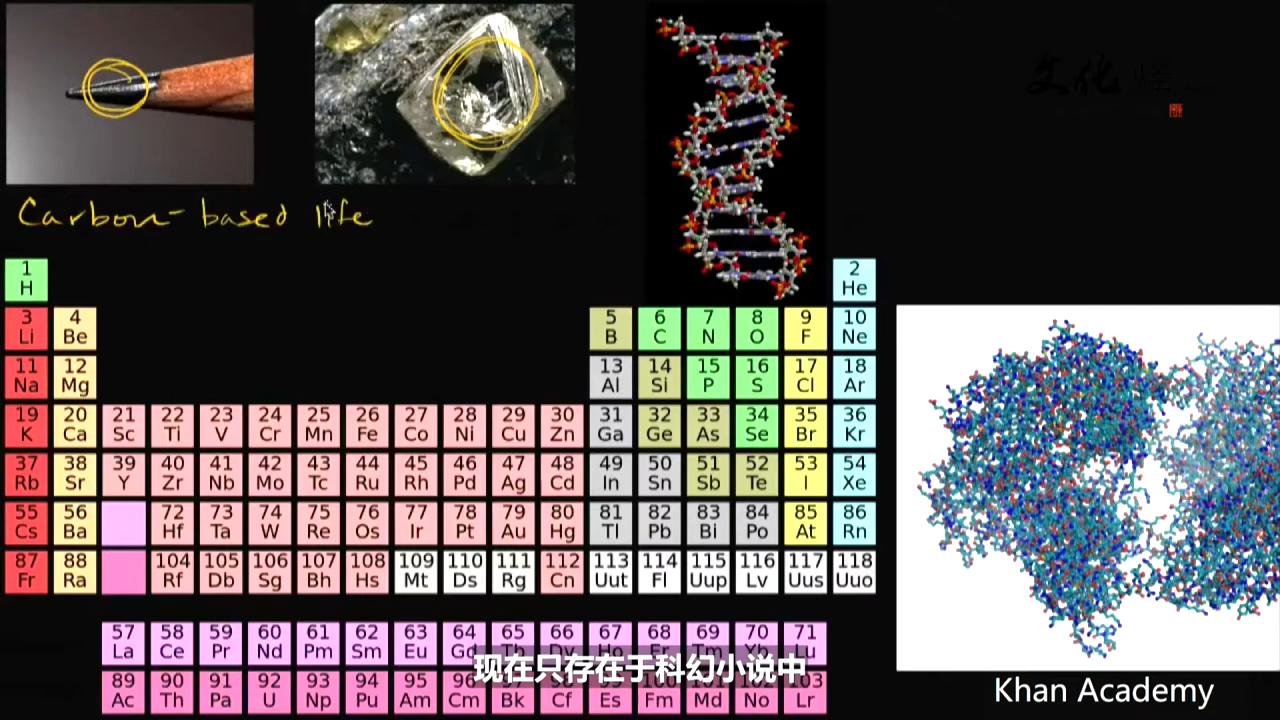 文化
Carbon-based life
1 2
H He
3 4 5 6 7 8 9 10
Li Be B C N O F Ne
11 12 13 14 15 16 17 18
Na Mg Al Si P S Cl Ar
19 20 21 22 23 24 25 26 27 28 29 30 31 32 33 34 35 36
K Ca Sc Ti V Cr Mn Fe Co Ni Cu Zn Ga Ge As Se Br Kr
37 38 39 40 41 42 43 44 45 46 47 48 49 50 51 52 53 54
Rb Sr Y Zr Nb Mo Tc Ru Rh Pd Ag Cd In Sn Sb Te I Xe
55 56 72 73 74 75 76 77 78 79 80 81 82 83 84 85 86
Cs Ba Hf Ta W Re Os Ir Pt Au Hg Tl Pb Bi Po At Rn
87 88 104 105 106 107 108 109 110 111 112 113 114 115 116 117 118
Fr Ra Rf Db Sg Bh Hs Mt Ds Rg Cn Uut Fl Uup Lv Uus Uuo
57 58 59 60 61 62 63 64 65 66 67 68 69 70 71
La Ce Pr Nd Pm Sm Eu Gd Tb Dy Ho Er Tm Yb Lu
现在只存在于科幻小说中
89 90 91 92 93 94 95 96 97 98 99 100 101 102 103
Ac Th Pa U Np Pu Am Cm Bk Cf Es Fm Md No Lr
Khan Academy